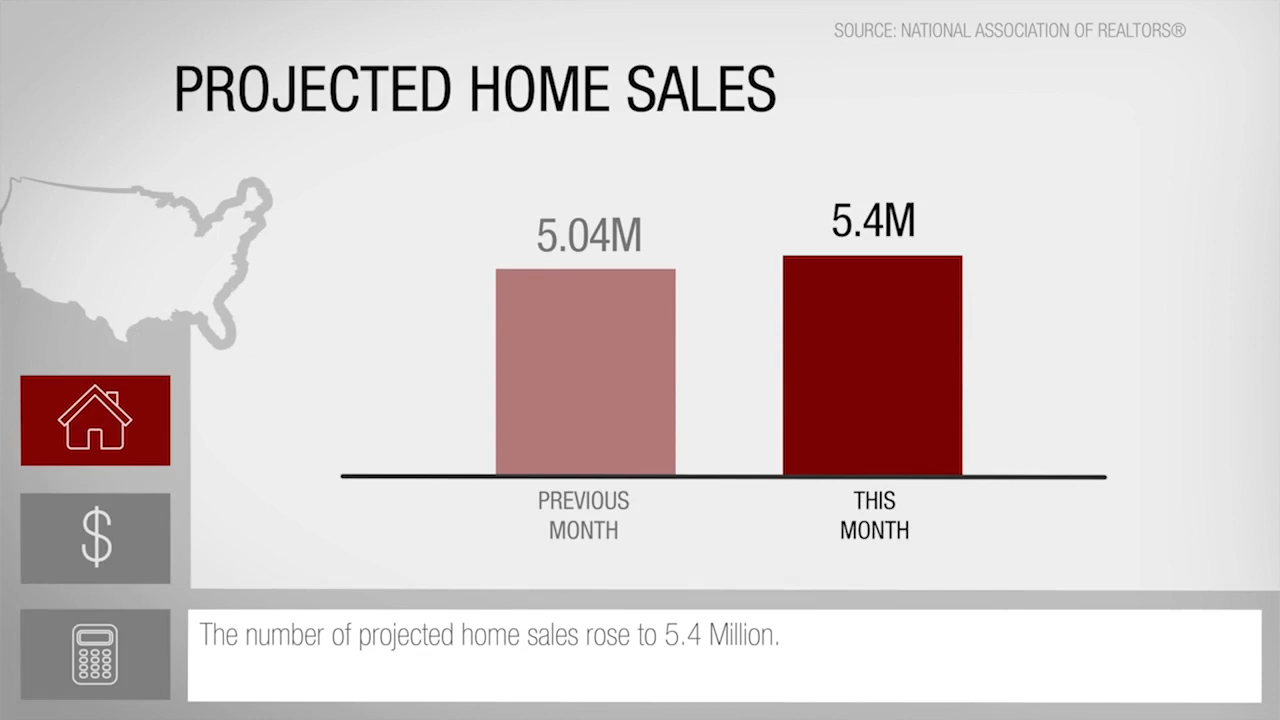 SOURCE: NATIONAL ASSOCIATION OF REALTORS®
PROJECTED HOME SALES
5.04M
5.4M
PREVIOUS
MONTH
THIS
MONTH
$
The number of projected home sales rose to 5.4 Million.